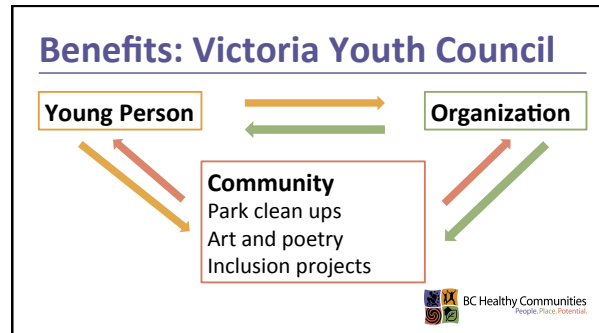 Benefits: Victoria Youth Council
Young Person
Organization
Community
Park clean ups
Art and poetry
Inclusion projects
BC Healthy Communities
People. Place. Potential.